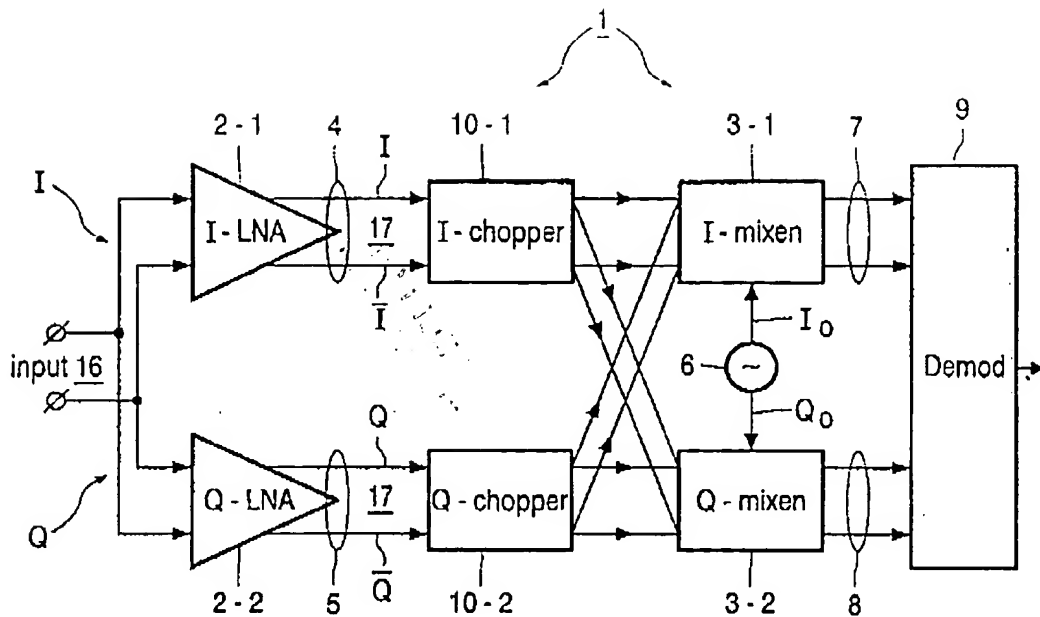 1
2 - 1
4
I
10 - 1
3 - 1
7
9
I
I - LNA
17
I - chopper
I - mixen
Ī
I₀
input 16
6
~
Demod
Q₀
Q
Q - LNA
17
Q - chopper
Q - mixen
Q
Q̅
2 - 2
5
10 - 2
3 - 2
8